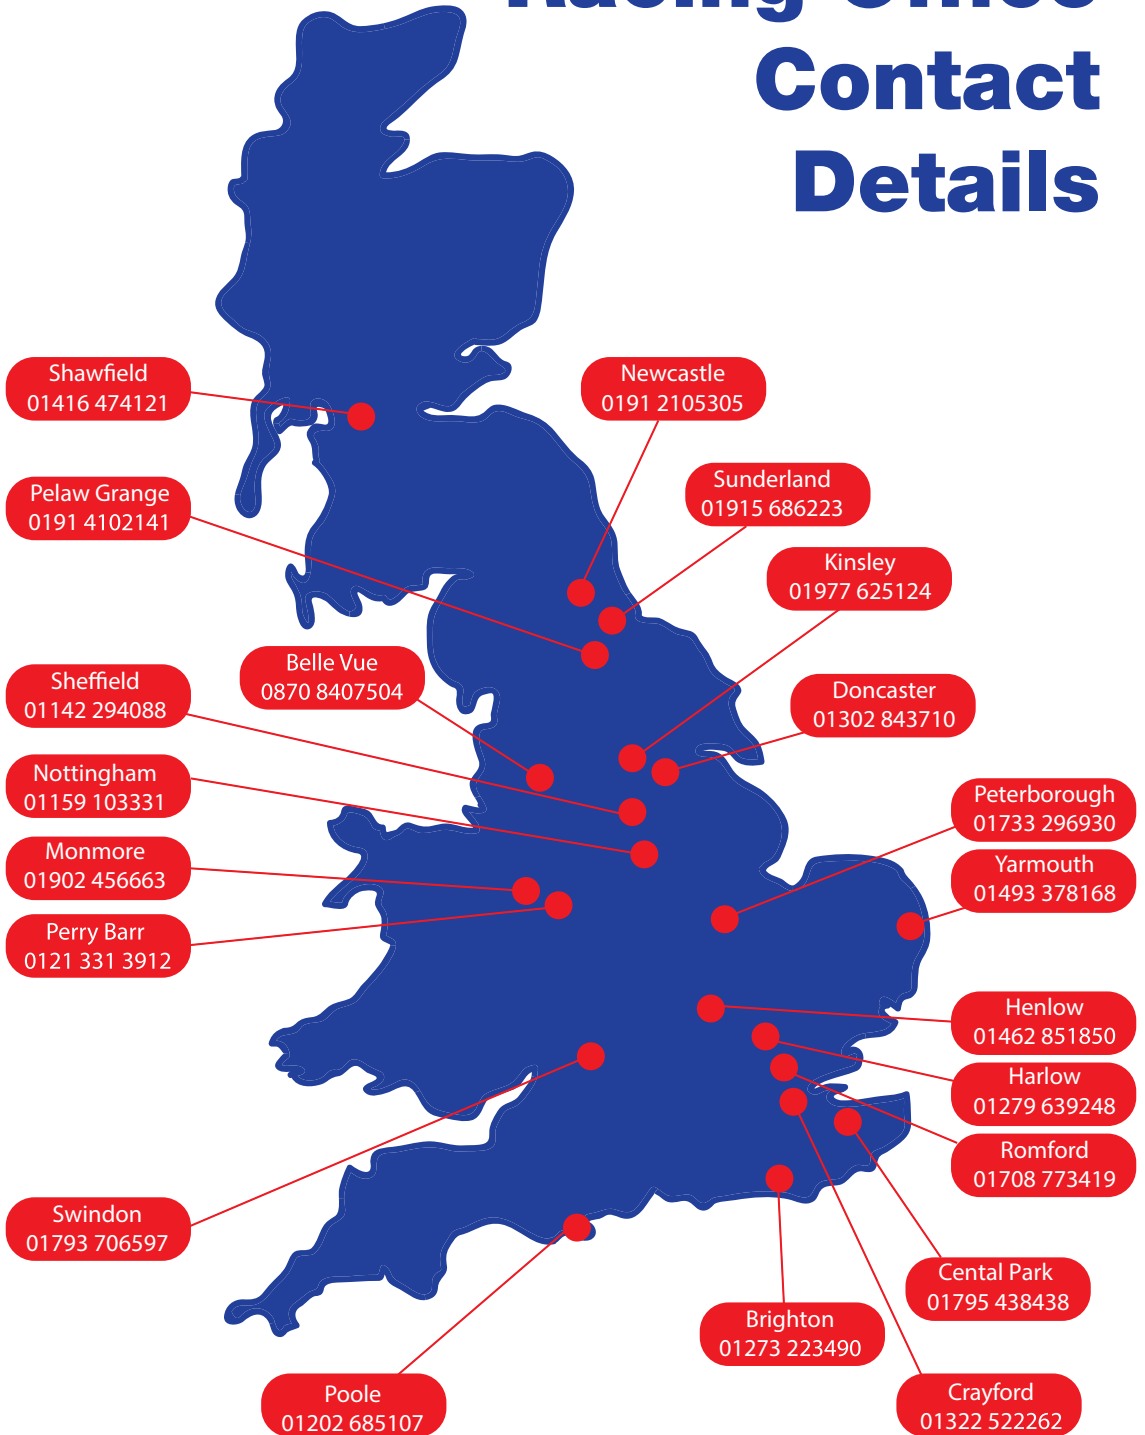 Racing Office
Contact
Details
Shawfield
01416 474121
Newcastle
0191 2105305
Pelaw Grange
0191 4102141
Sunderland
01915 686223
Kinsley
01977 625124
Belle Vue
0870 8407504
Sheffield
01142 294088
Doncaster
01302 843710
Nottingham
01159 103331
Peterborough
01733 296930
Monmore
01902 456663
Yarmouth
01493 378168
Perry Barr
0121 331 3912
Henlow
01462 851850
Harlow
01279 639248
Romford
01708 773419
Swindon
01793 706597
Cental Park
01795 438438
Brighton
01273 223490
Poole
01202 685107
Crayford
01322 522262